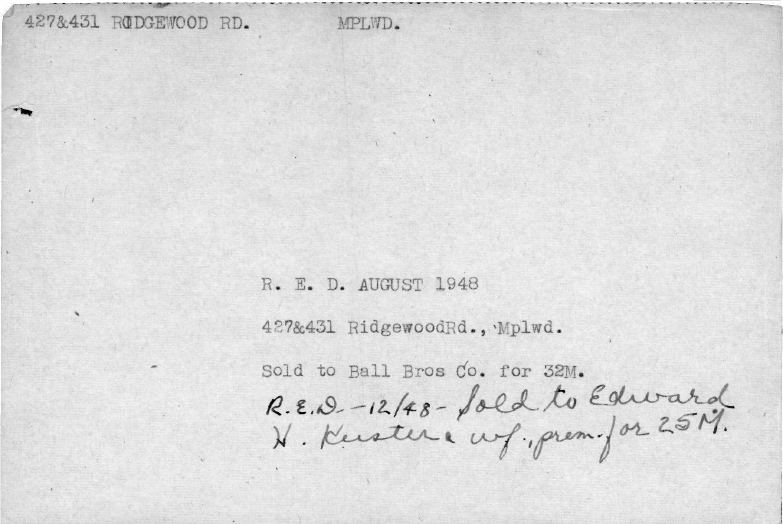 427&431 RIDGEWOOD RD. MPLWD.
R. E. D. AUGUST 1948
427&431 RidgewoodRd., Mplwd.
Sold to Ball Bros Co. for 32M.
R.E.D. - 12/48 - Sold to Edward
H. Kuster & wf., prem. for 25M.